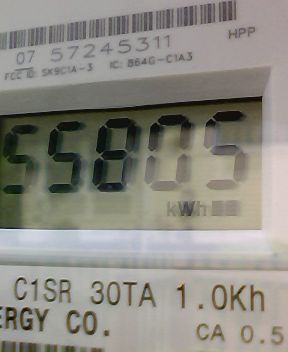 07 57245311
HPP
FCC ID: SK9C1A-3 IC: 864G-C1A3
55805
kWh
C1SR 30TA 1.0Kh
ERGY CO.
CA 0.5